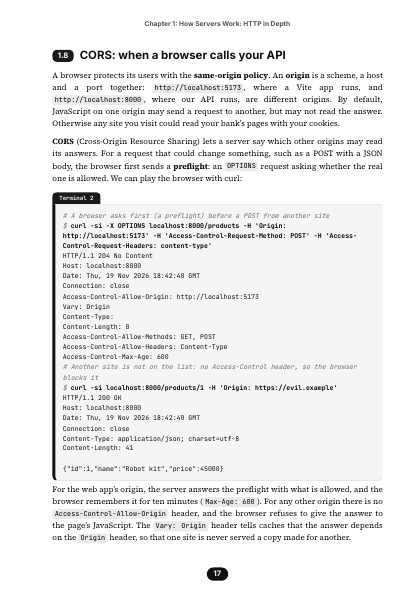 Chapter 1: How Servers Work: HTTP in Depth
1.8 CORS: when a browser calls your API
A browser protects its users with the same-origin policy. An origin is a scheme, a host
and a port together: http://localhost:5173, where a Vite app runs, and
http://localhost:8000, where our API runs, are different origins. By default,
JavaScript on one origin may send a request to another, but may not read the answer.
Otherwise any site you visit could read your bank's pages with your cookies.
CORS (Cross-Origin Resource Sharing) lets a server say which other origins may read
its answers. For a request that could change something, such as a POST with a JSON
body, the browser first sends a preflight: an OPTIONS request asking whether the real
one is allowed. We can play the browser with curl:
Terminal 2
# A browser asks first (a preflight) before a POST from another site
$ curl -si -X OPTIONS localhost:8000/products -H 'Origin:
http://localhost:5173' -H 'Access-Control-Request-Method: POST' -H 'Access-
Control-Request-Headers: content-type'
HTTP/1.1 204 No Content
Host: localhost:8000
Date: Thu, 19 Nov 2026 18:42:40 GMT
Connection: close
Access-Control-Allow-Origin: http://localhost:5173
Vary: Origin
Content-Type:
Content-Length: 0
Access-Control-Allow-Methods: GET, POST
Access-Control-Allow-Headers: Content-Type
Access-Control-Max-Age: 600
# Another site is not on the list: no Access-Control header, so the browser
blocks it
$ curl -si localhost:8000/products/1 -H 'Origin: https://evil.example'
HTTP/1.1 200 OK
Host: localhost:8000
Date: Thu, 19 Nov 2026 18:42:40 GMT
Connection: close
Content-Type: application/json; charset=utf-8
Content-Length: 41
{"id":1,"name":"Robot kit","price":45000}
For the web app's origin, the server answers the preflight with what is allowed, and the
browser remembers it for ten minutes (Max-Age: 600). For any other origin there is no
Access-Control-Allow-Origin header, and the browser refuses to give the answer to
the page's JavaScript. The Vary: Origin header tells caches that the answer depends
on the Origin header, so that one site is never served a copy made for another.
17